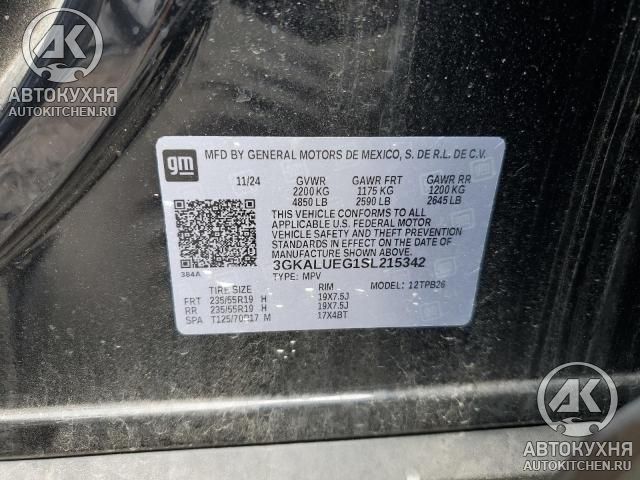 AK
АВТОКУХНЯ
AUTOKITCHEN.RU
gm
MFD BY GENERAL MOTORS DE MEXICO, S. DE R.L. DE C.V.
11/24 GVWR GAWR FRT GAWR RR
2200 KG 1175 KG 1200 KG
4850 LB 2590 LB 2645 LB
THIS VEHICLE CONFORMS TO ALL
APPLICABLE U.S. FEDERAL MOTOR
VEHICLE SAFETY AND THEFT
PREVENTION STANDARDS IN EFFECT ON
THE DATE OF MANUFACTURE SHOWN ABOVE.
3GKALUEG1SL215342
384A TYPE: MPV MODEL: 12TPB26
TIRE SIZE RIM
FRT 235/55R19 H 19X7.5J
RR 235/55R19 H 19X7.5J
SPA T125/70R17 M 17X4BT
AK
АВТОКУХНЯ
AUTOKITCHEN.RU